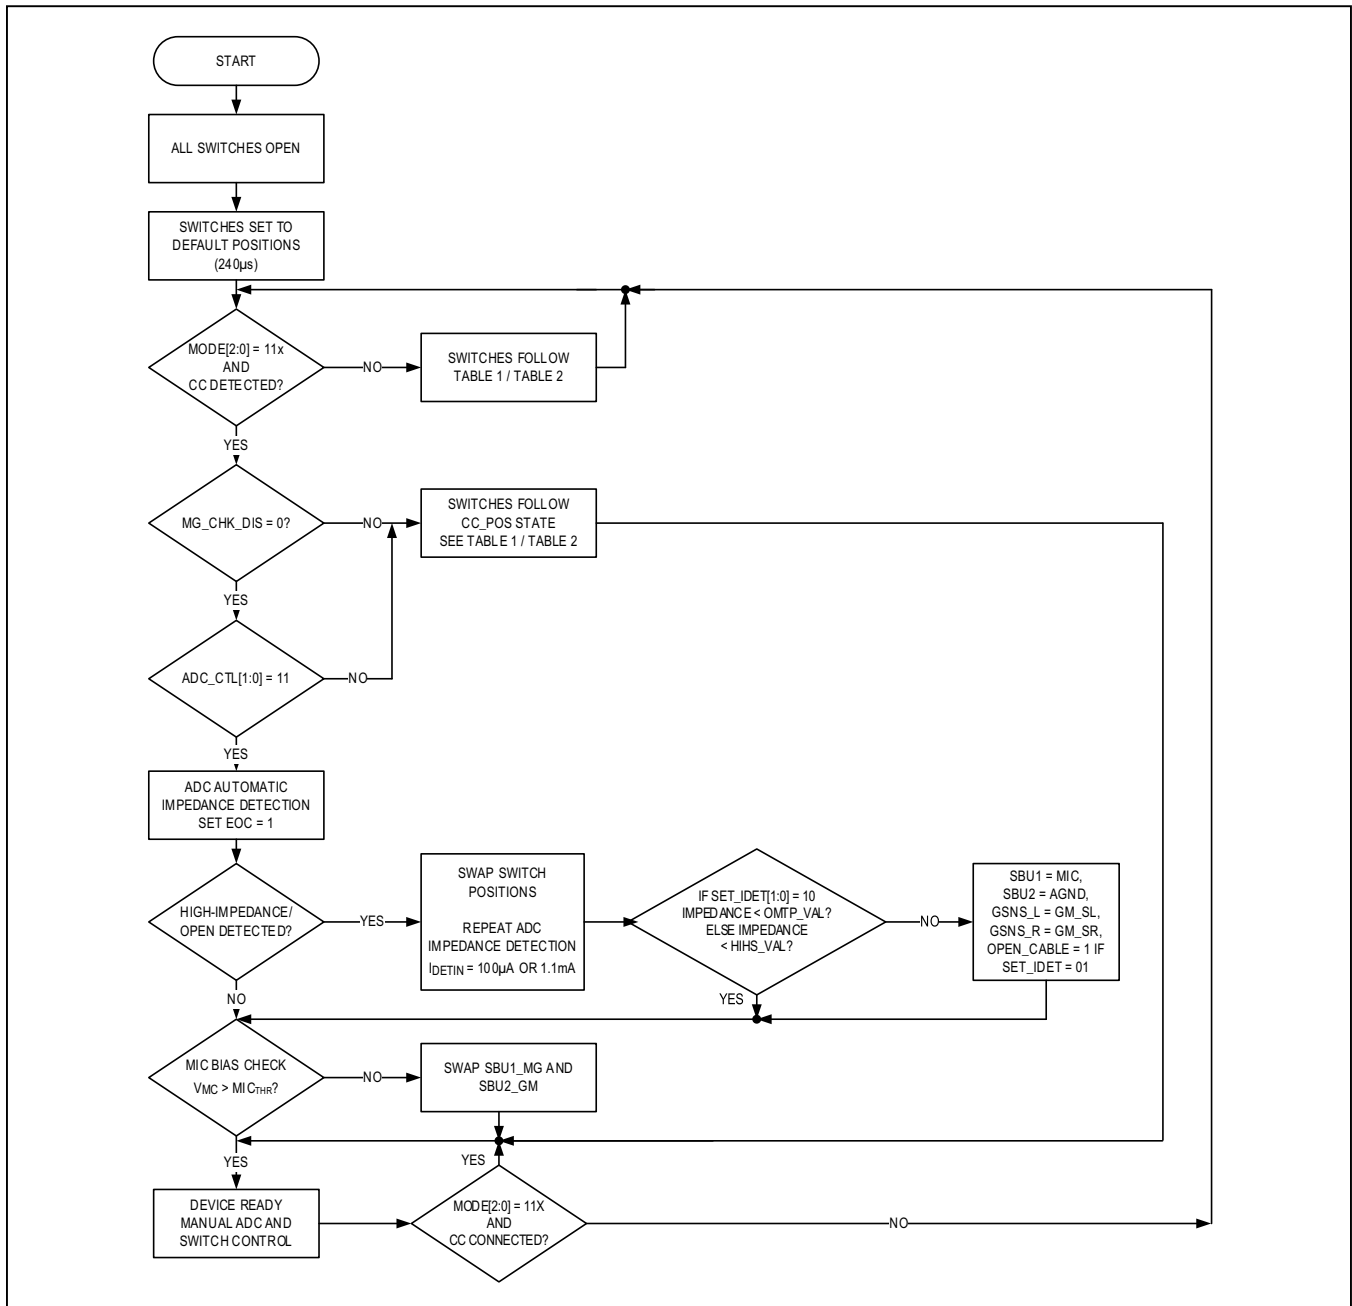 START
ALL SWITCHES OPEN
SWITCHES SET TO
DEFAULT POSITIONS
(240µs)
MODE[2:0] = 11x
AND
CC DETECTED?
NO
SWITCHES FOLLOW
TABLE 1 / TABLE 2
YES
MG_CHK_DIS = 0?
NO
SWITCHES FOLLOW
CC_POS STATE
SEE TABLE 1 / TABLE 2
YES
ADC_CTL[1:0] = 11
NO
YES
ADC AUTOMATIC
IMPEDANCE DETECTION
SET EOC = 1
HIGH-IMPEDANCE/
OPEN DETECTED?
YES
SWAP SWITCH
POSITIONS
REPEAT ADC
IMPEDANCE DETECTION
IDETIN = 100µA OR 1.1mA
IF SET_IDET[1:0] = 10
IMPEDANCE < OMTP_VAL?
ELSE IMPEDANCE
< HIHS_VAL?
NO
SBU1 = MIC,
SBU2 = AGND,
GSNS_L = GM_SL,
GSNS_R = GM_SR,
OPEN_CABLE = 1 IF
SET_IDET = 01
YES
NO
MIC BIAS CHECK
VMC > MICTHR?
NO
SWAP SBU1_MG AND
SBU2_GM
YES
YES
DEVICE READY
MANUAL ADC AND
SWITCH CONTROL
MODE[2:0] = 11X
AND
CC CONNECTED?
NO